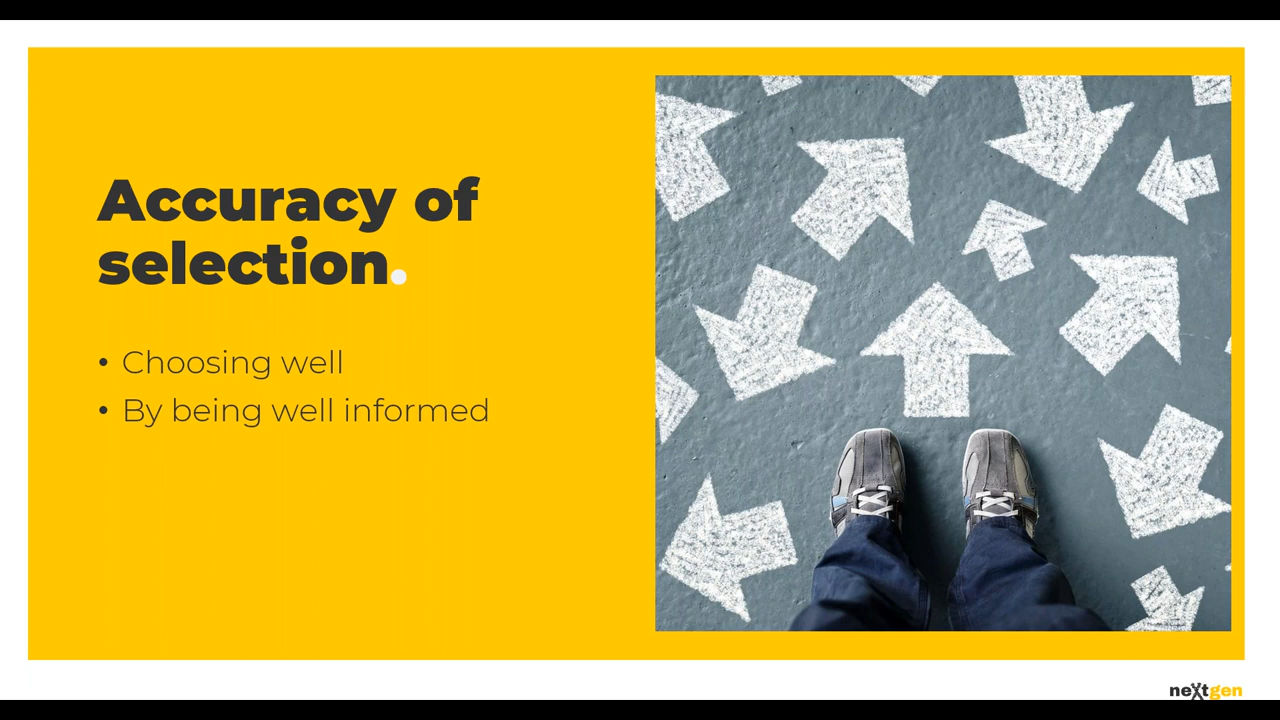 Accuracy of
selection.
• Choosing well
• By being well informed
nextgen